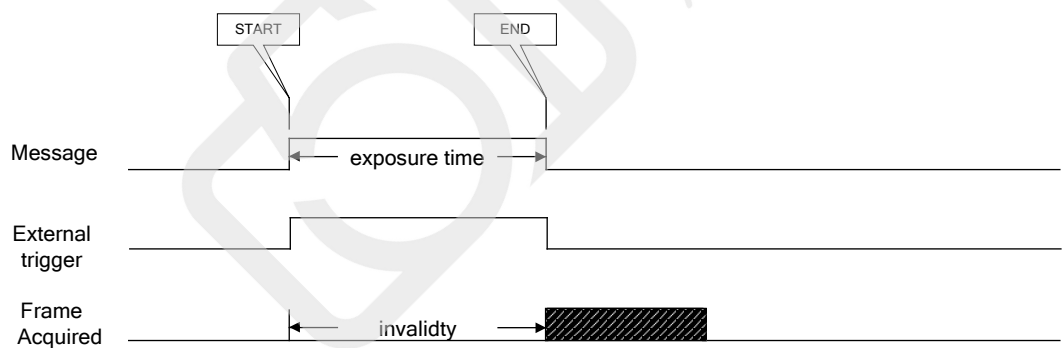 START
END
Message
exposure time
External
trigger
Frame
Acquired
invalidty